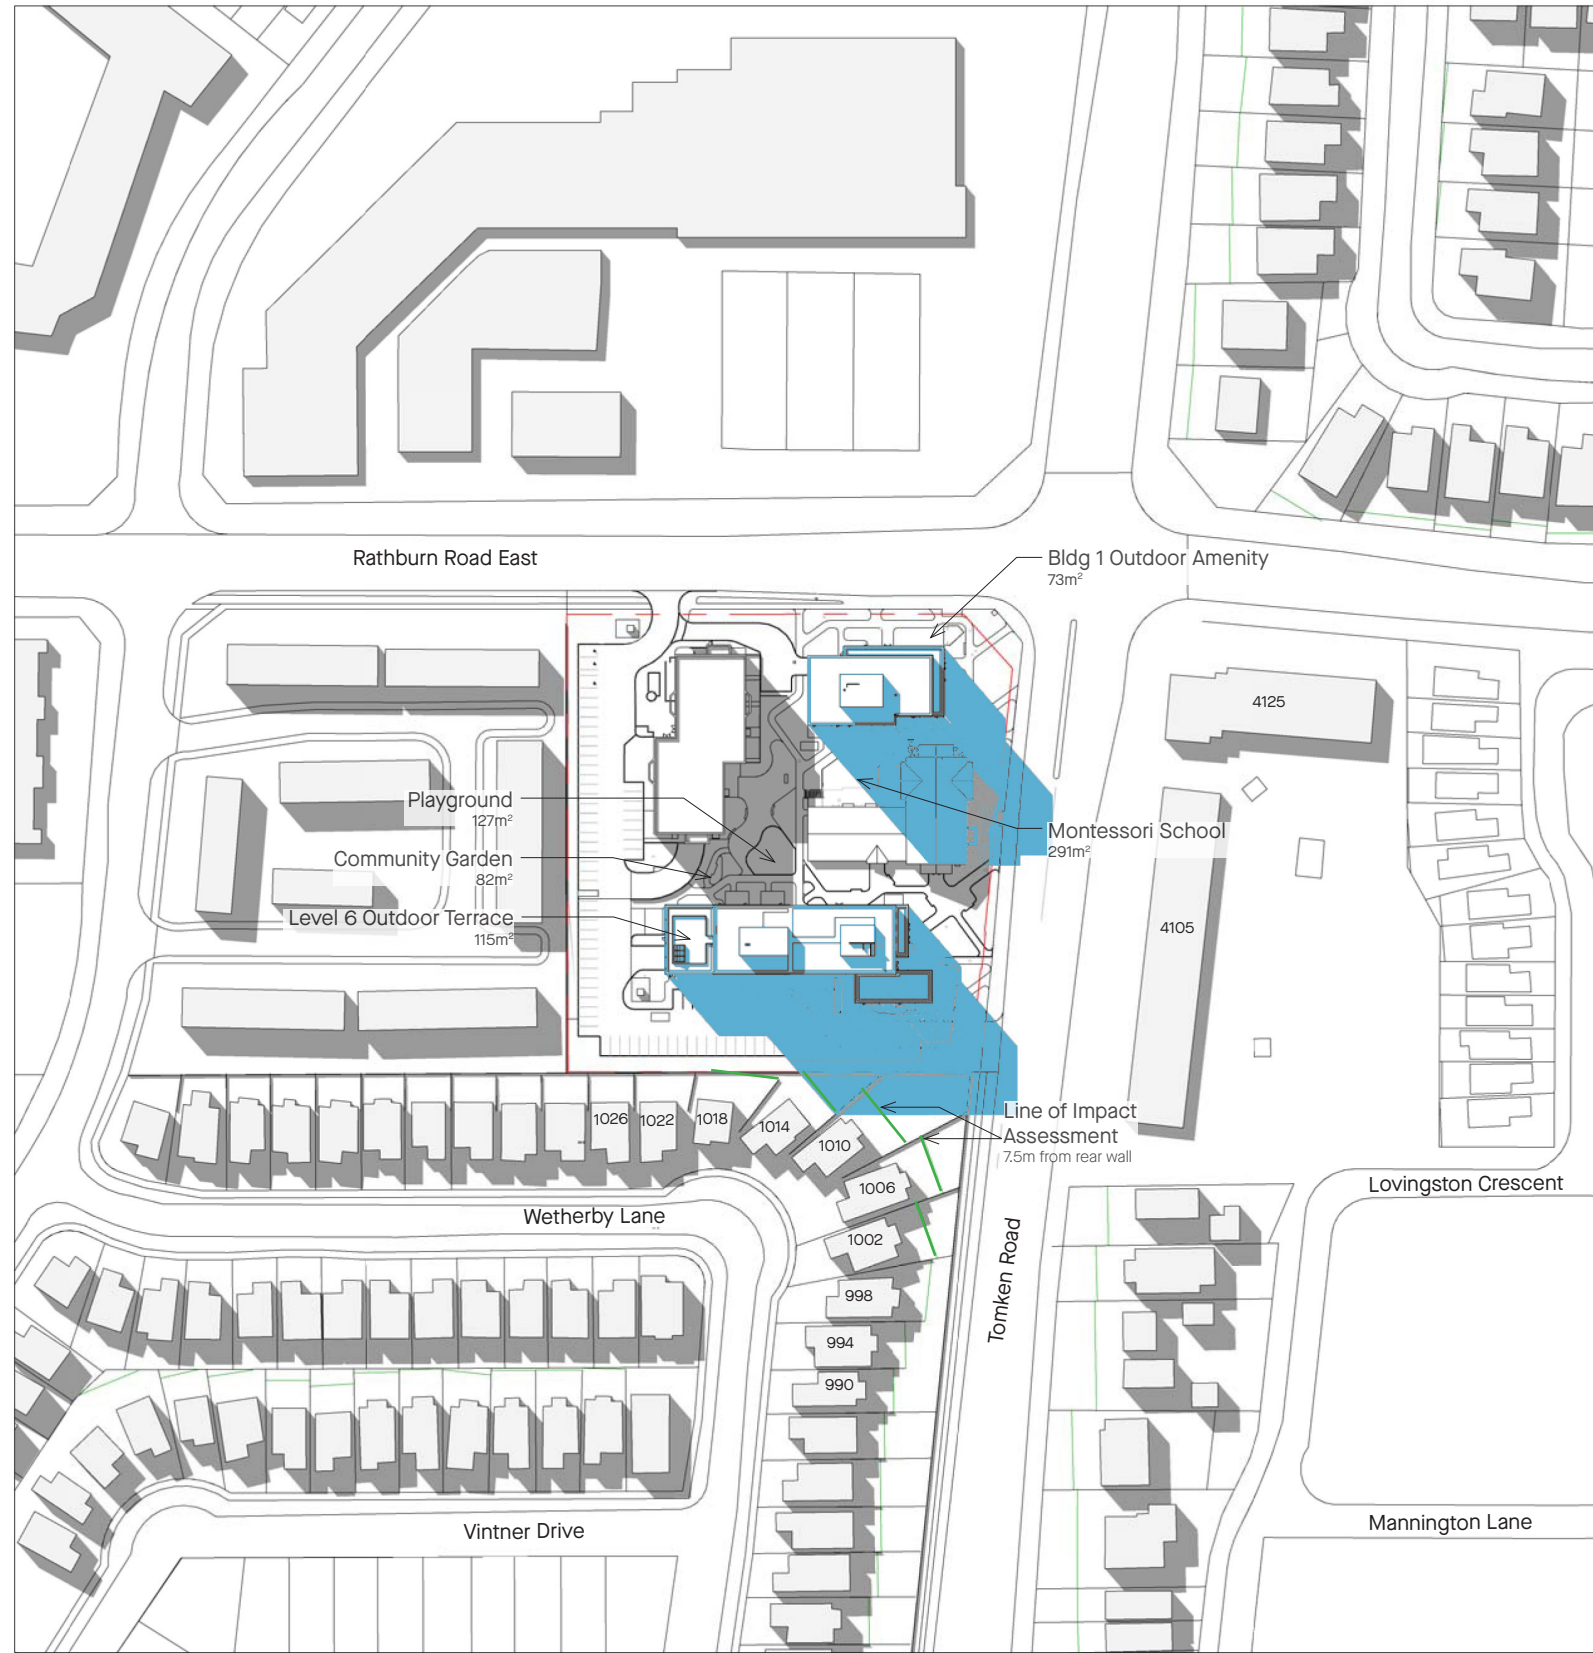 Rathburn Road East
Bldg 1 Outdoor Amenity
73m²
4125
Playground
127m²
Montessori School
291m²
Community Garden
82m²
Level 6 Outdoor Terrace
115m²
4105
Line of Impact
Assessment
7.5m from rear wall
1026
1022
1018
1014
1010
1006
1002
998
994
990
Lovingston Crescent
Wetherby Lane
Tomken Road
Vintner Drive
Mannington Lane